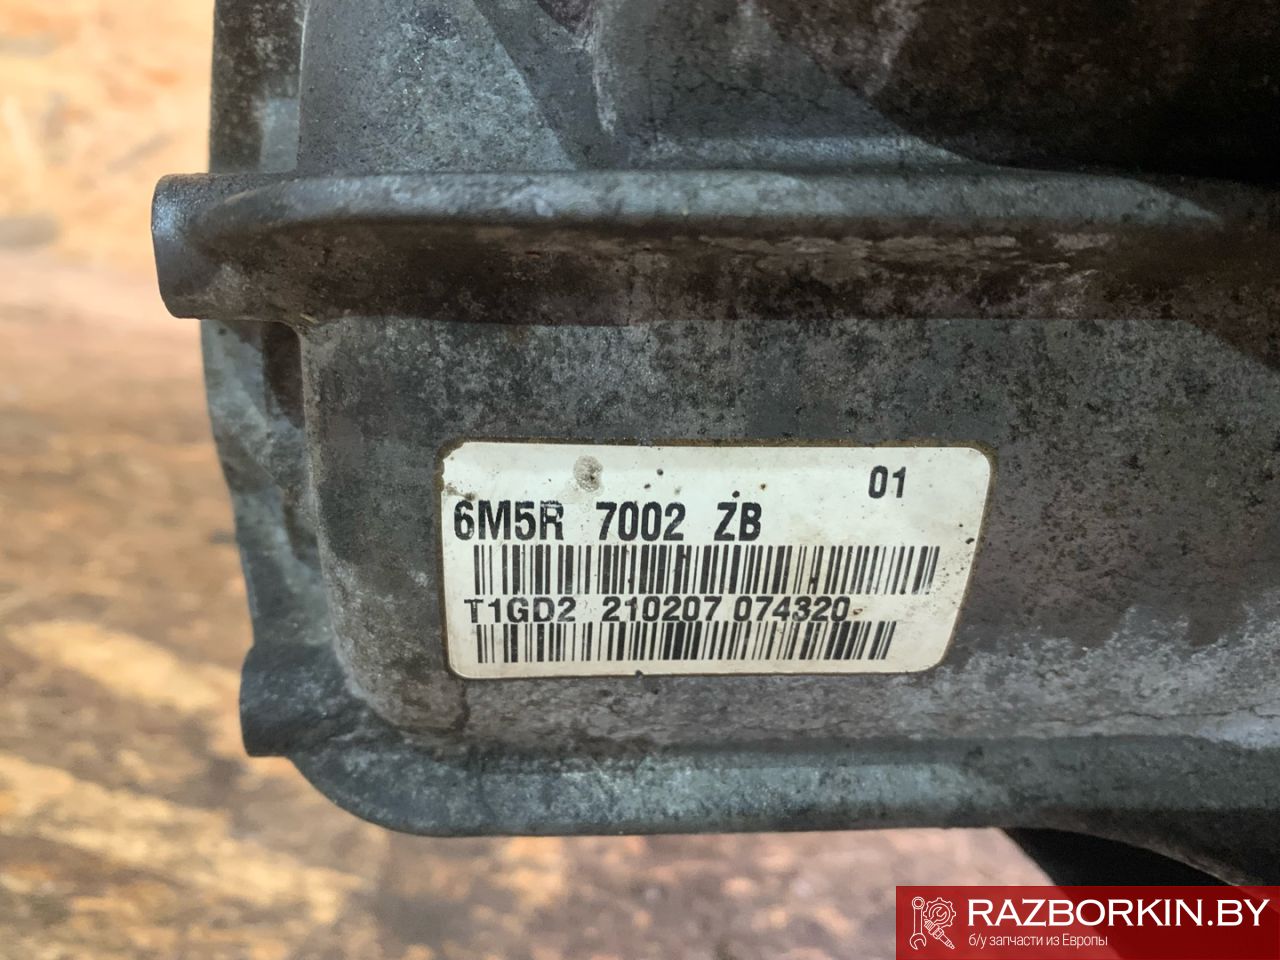 01
6M5R 7002 ZB
T1GD2 210207 074320
RAZBORKIN.BY
б/у запчасти из Европы